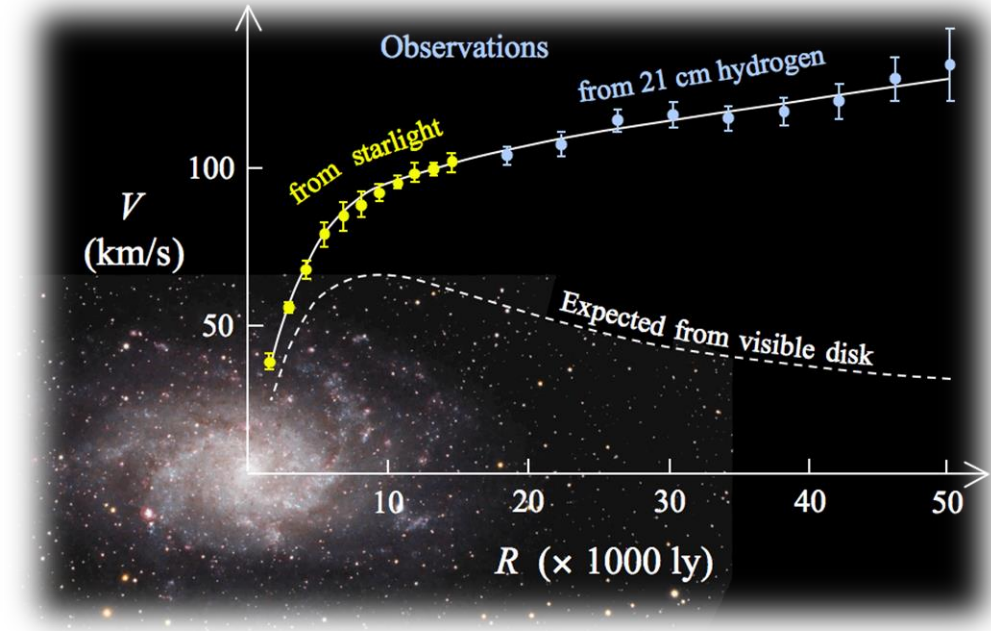 Observations
from 21 cm hydrogen
from starlight
100
V
(km/s)
50
Expected from visible disk
10 20 30 40 50
R (× 1000 ly)